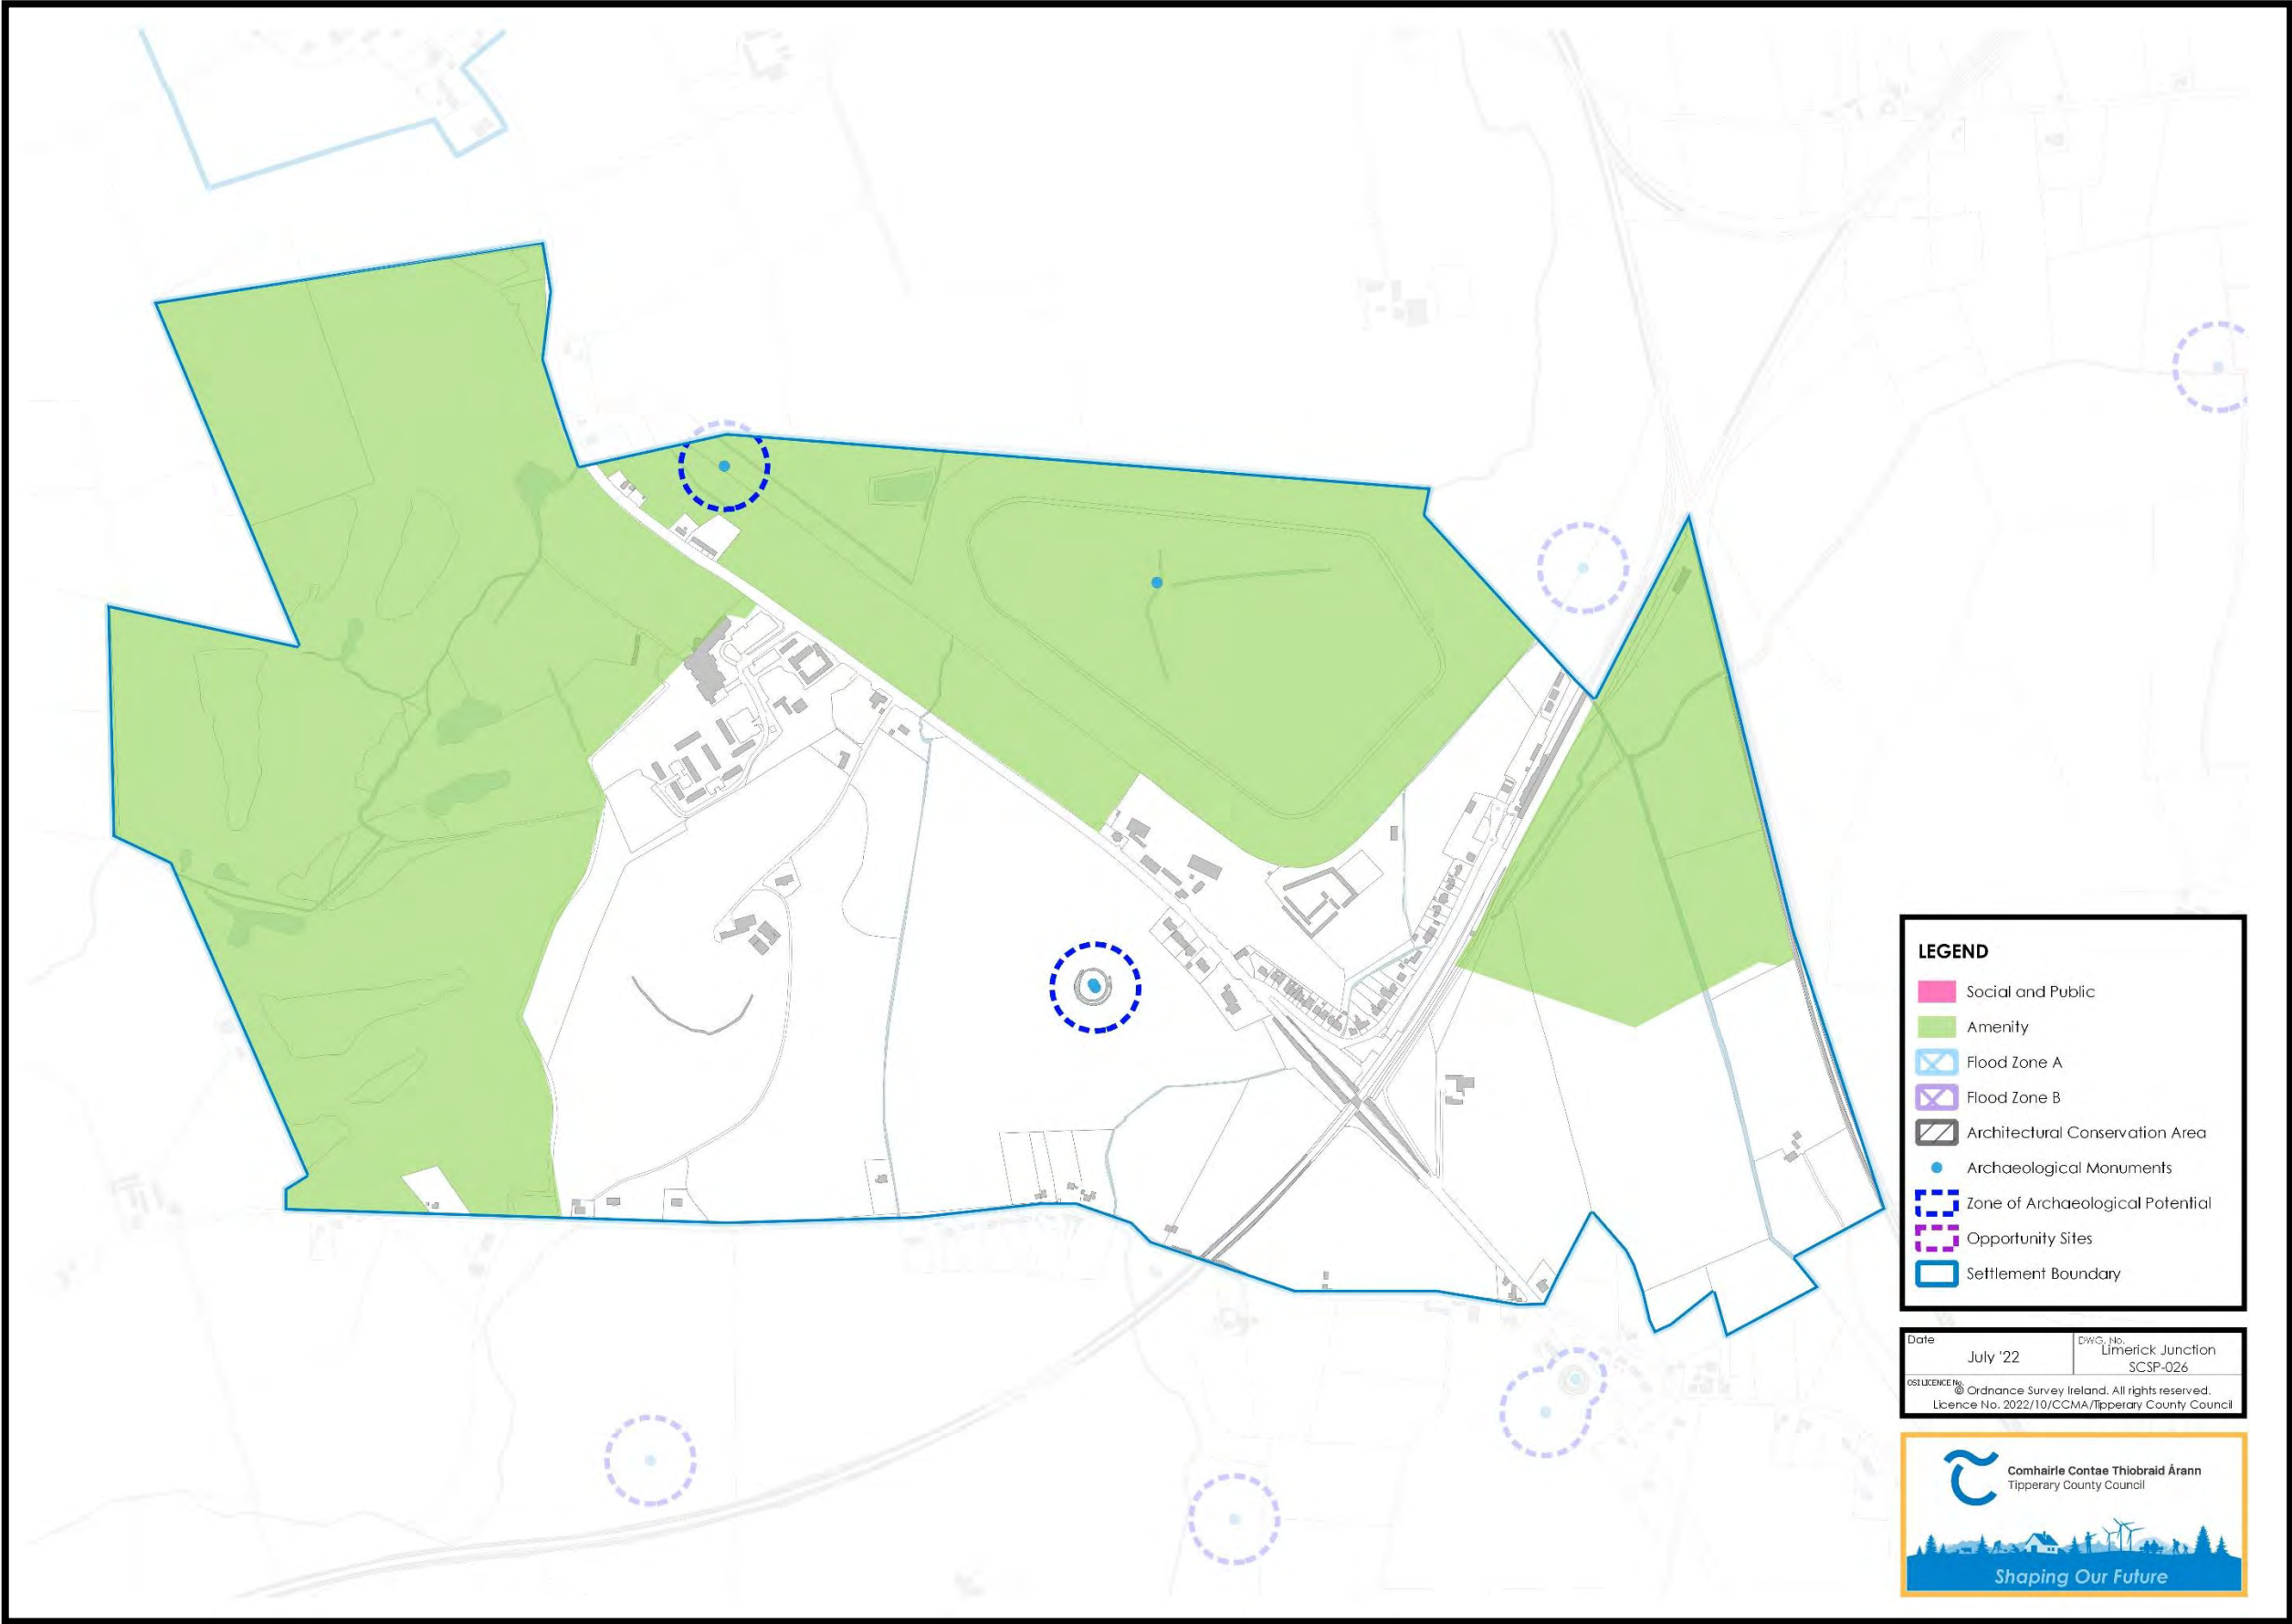 LEGEND
Social and Public
Amenity
Flood Zone A
Flood Zone B
Architectural Conservation Area
Archaeological Monuments
Zone of Archaeological Potential
Opportunity Sites
Settlement Boundary
Date
July '22
DWG. No.
Limerick Junction
SCSP-026
OSI LICENCE No.
© Ordnance Survey Ireland. All rights reserved.
Licence No. 2022/10/CCMA/Tipperary County Council
Comhairle Contae Thiobraid Árann
Tipperary County Council
Shaping Our Future